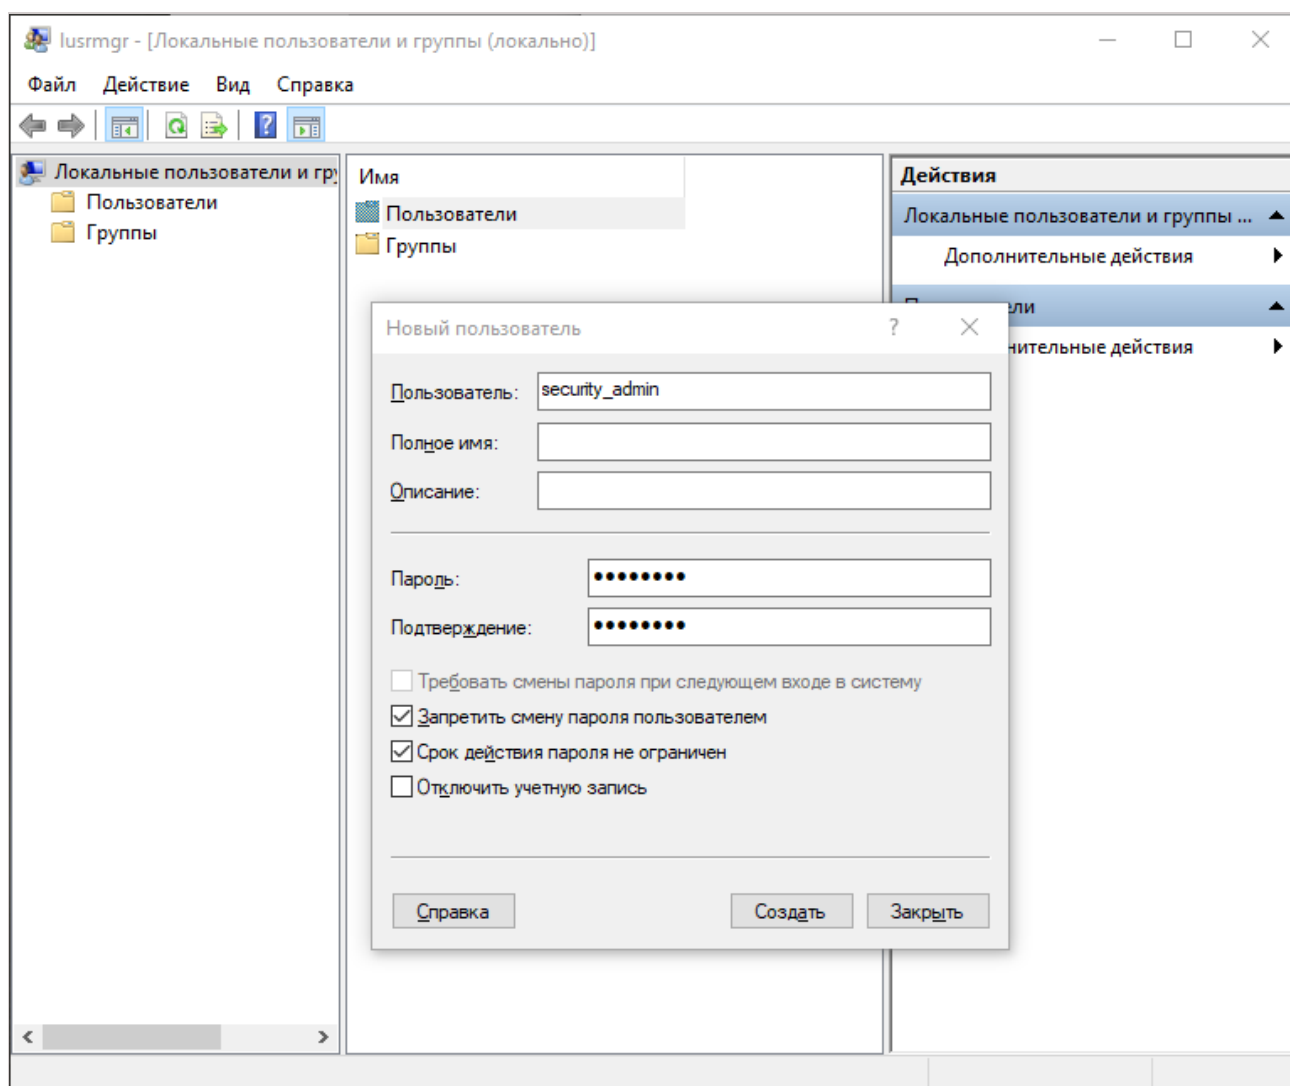 lusrmgr - [Локальные пользователи и группы (локально)]
Файл Действие Вид Справка
Локальные пользователи и гру
Пользователи
Группы
Имя
Пользователи
Группы
Действия
Локальные пользователи и группы ...
Дополнительные действия
Новый пользователь
?
Пользователь: security_admin
Полное имя:
Описание:
Пароль: ●●●●●●●●
Подтверждение: ●●●●●●●●
Требовать смены пароля при следующем входе в систему
Запретить смену пароля пользователем
Срок действия пароля не ограничен
Отключить учетную запись
Справка Создать Закрыть
действия